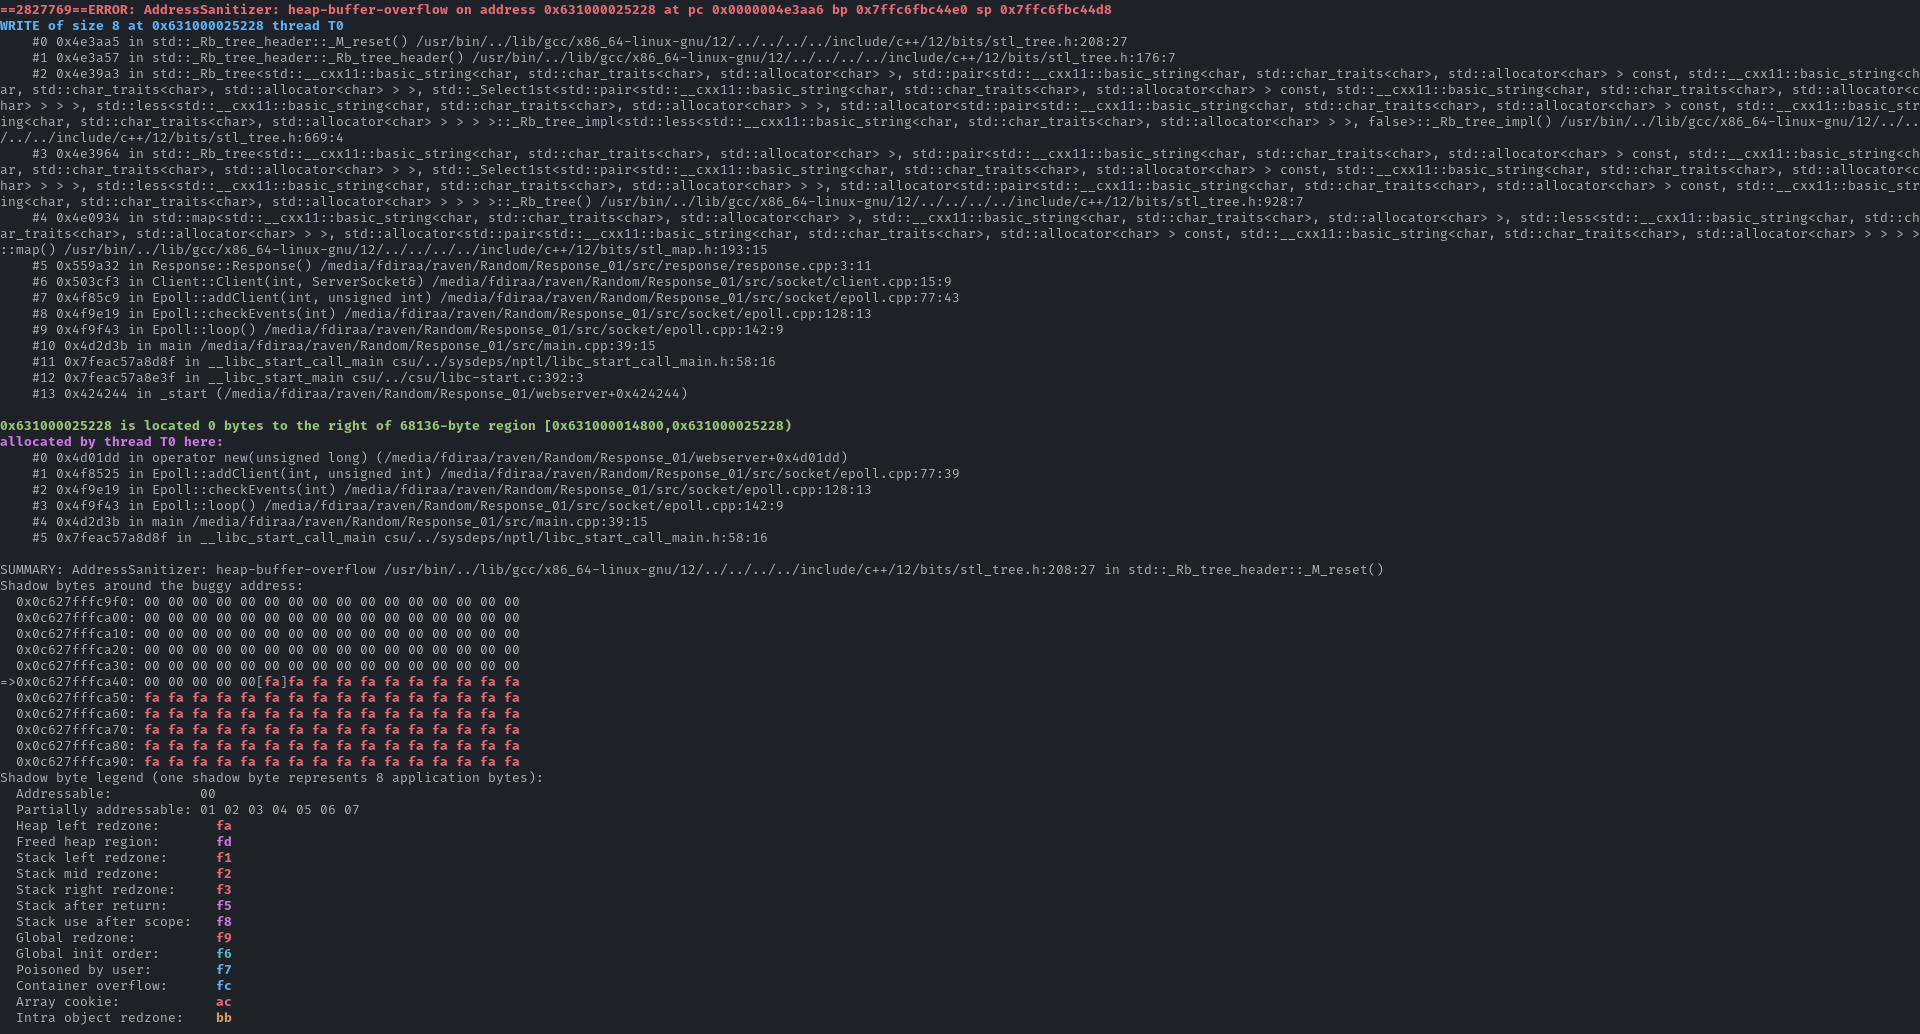 ==2827769==ERROR: AddressSanitizer: heap-buffer-overflow on address 0x631000025228 at pc 0x0000004e3aa6 bp 0x7ffc6fbc44e0 sp 0x7ffc6fbc44d8
WRITE of size 8 at 0x631000025228 thread T0
    #0 0x4e3aa5 in std::_Rb_tree_header::_M_reset() /usr/bin/../lib/gcc/x86_64-linux-gnu/12/../../../../include/c++/12/bits/stl_tree.h:208:27
    #1 0x4e3a57 in std::_Rb_tree_header::_Rb_tree_header() /usr/bin/../lib/gcc/x86_64-linux-gnu/12/../../../../include/c++/12/bits/stl_tree.h:176:7
    #2 0x4e39a3 in std::_Rb_tree<std::__cxx11::basic_string<char, std::char_traits<char>, std::allocator<char> >, std::pair<std::__cxx11::basic_string<char, std::char_traits<char>, std::allocator<char> > const, std::__cxx11::basic_string<ch
ar, std::char_traits<char>, std::allocator<char> > >, std::_Select1st<std::pair<std::__cxx11::basic_string<char, std::char_traits<char>, std::allocator<char> > const, std::__cxx11::basic_string<char, std::char_traits<char>, std::allocator<c
har> > > >, std::less<std::__cxx11::basic_string<char, std::char_traits<char>, std::allocator<char> > >, std::allocator<std::pair<std::__cxx11::basic_string<char, std::char_traits<char>, std::allocator<char> > const, std::__cxx11::basic_str
ing<char, std::char_traits<char>, std::allocator<char> > > > >::_Rb_tree_impl<std::less<std::__cxx11::basic_string<char, std::char_traits<char>, std::allocator<char> > >, false>::_Rb_tree_impl() /usr/bin/../lib/gcc/x86_64-linux-gnu/12/../..
/../../include/c++/12/bits/stl_tree.h:669:4
    #3 0x4e3964 in std::_Rb_tree<std::__cxx11::basic_string<char, std::char_traits<char>, std::allocator<char> >, std::pair<std::__cxx11::basic_string<char, std::char_traits<char>, std::allocator<char> > const, std::__cxx11::basic_string<ch
ar, std::char_traits<char>, std::allocator<char> > >, std::_Select1st<std::pair<std::__cxx11::basic_string<char, std::char_traits<char>, std::allocator<char> > const, std::__cxx11::basic_string<char, std::char_traits<char>, std::allocator<c
har> > > >, std::less<std::__cxx11::basic_string<char, std::char_traits<char>, std::allocator<char> > >, std::allocator<std::pair<std::__cxx11::basic_string<char, std::char_traits<char>, std::allocator<char> > const, std::__cxx11::basic_str
ing<char, std::char_traits<char>, std::allocator<char> > > > >::_Rb_tree() /usr/bin/../lib/gcc/x86_64-linux-gnu/12/../../../../include/c++/12/bits/stl_tree.h:928:7
    #4 0x4e0934 in std::map<std::__cxx11::basic_string<char, std::char_traits<char>, std::allocator<char> >, std::__cxx11::basic_string<char, std::char_traits<char>, std::allocator<char> >, std::less<std::__cxx11::basic_string<char, std::ch
ar_traits<char>, std::allocator<char> > >, std::allocator<std::pair<std::__cxx11::basic_string<char, std::char_traits<char>, std::allocator<char> > const, std::__cxx11::basic_string<char, std::char_traits<char>, std::allocator<char> > > > >
::map() /usr/bin/../lib/gcc/x86_64-linux-gnu/12/../../../../include/c++/12/bits/stl_map.h:193:15
    #5 0x559a32 in Response::Response() /media/fdiraa/raven/Random/Response_01/src/response/response.cpp:3:11
    #6 0x503cf3 in Client::Client(int, ServerSocket&) /media/fdiraa/raven/Random/Response_01/src/socket/client.cpp:15:9
    #7 0x4f85c9 in Epoll::addClient(int, unsigned int) /media/fdiraa/raven/Random/Response_01/src/socket/epoll.cpp:77:43
    #8 0x4f9e19 in Epoll::checkEvents(int) /media/fdiraa/raven/Random/Response_01/src/socket/epoll.cpp:128:13
    #9 0x4f9f43 in Epoll::loop() /media/fdiraa/raven/Random/Response_01/src/socket/epoll.cpp:142:9
    #10 0x4d2d3b in main /media/fdiraa/raven/Random/Response_01/src/main.cpp:39:15
    #11 0x7feac57a8d8f in __libc_start_call_main csu/../sysdeps/nptl/libc_start_call_main.h:58:16
    #12 0x7feac57a8e3f in __libc_start_main csu/../csu/libc-start.c:392:3
    #13 0x424244 in _start (/media/fdiraa/raven/Random/Response_01/webserver+0x424244)

0x631000025228 is located 0 bytes to the right of 68136-byte region [0x631000014800,0x631000025228)
allocated by thread T0 here:
    #0 0x4d01dd in operator new(unsigned long) (/media/fdiraa/raven/Random/Response_01/webserver+0x4d01dd)
    #1 0x4f8525 in Epoll::addClient(int, unsigned int) /media/fdiraa/raven/Random/Response_01/src/socket/epoll.cpp:77:39
    #2 0x4f9e19 in Epoll::checkEvents(int) /media/fdiraa/raven/Random/Response_01/src/socket/epoll.cpp:128:13
    #3 0x4f9f43 in Epoll::loop() /media/fdiraa/raven/Random/Response_01/src/socket/epoll.cpp:142:9
    #4 0x4d2d3b in main /media/fdiraa/raven/Random/Response_01/src/main.cpp:39:15
    #5 0x7feac57a8d8f in __libc_start_call_main csu/../sysdeps/nptl/libc_start_call_main.h:58:16

SUMMARY: AddressSanitizer: heap-buffer-overflow /usr/bin/../lib/gcc/x86_64-linux-gnu/12/../../../../include/c++/12/bits/stl_tree.h:208:27 in std::_Rb_tree_header::_M_reset()
Shadow bytes around the buggy address:
  0x0c627fffc9f0: 00 00 00 00 00 00 00 00 00 00 00 00 00 00 00 00
  0x0c627fffca00: 00 00 00 00 00 00 00 00 00 00 00 00 00 00 00 00
  0x0c627fffca10: 00 00 00 00 00 00 00 00 00 00 00 00 00 00 00 00
  0x0c627fffca20: 00 00 00 00 00 00 00 00 00 00 00 00 00 00 00 00
  0x0c627fffca30: 00 00 00 00 00 00 00 00 00 00 00 00 00 00 00 00
=>0x0c627fffca40: 00 00 00 00 00[fa]fa fa fa fa fa fa fa fa fa fa
  0x0c627fffca50: fa fa fa fa fa fa fa fa fa fa fa fa fa fa fa fa
  0x0c627fffca60: fa fa fa fa fa fa fa fa fa fa fa fa fa fa fa fa
  0x0c627fffca70: fa fa fa fa fa fa fa fa fa fa fa fa fa fa fa fa
  0x0c627fffca80: fa fa fa fa fa fa fa fa fa fa fa fa fa fa fa fa
  0x0c627fffca90: fa fa fa fa fa fa fa fa fa fa fa fa fa fa fa fa
Shadow byte legend (one shadow byte represents 8 application bytes):
  Addressable:           00
  Partially addressable: 01 02 03 04 05 06 07
  Heap left redzone:       fa
  Freed heap region:       fd
  Stack left redzone:      f1
  Stack mid redzone:       f2
  Stack right redzone:     f3
  Stack after return:      f5
  Stack use after scope:   f8
  Global redzone:          f9
  Global init order:       f6
  Poisoned by user:        f7
  Container overflow:      fc
  Array cookie:            ac
  Intra object redzone:    bb